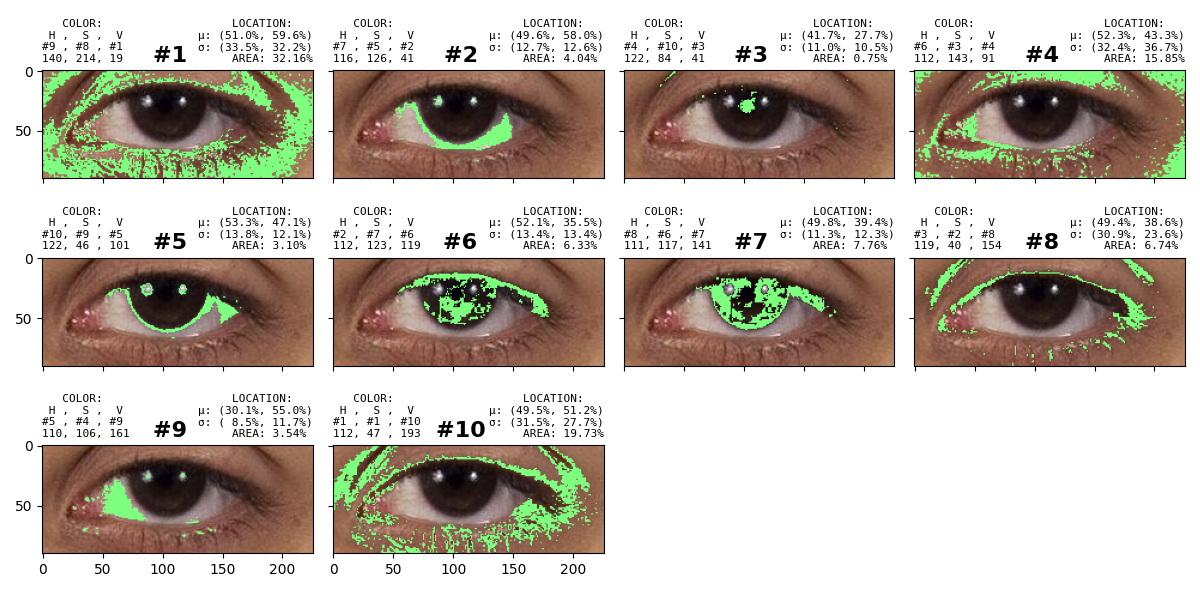 COLOR: LOCATION:
H , S , V μ: (51.0%, 59.6%)
#9 , #8 , #1 σ: (33.5%, 32.2%)
140, 214, 19 #1 AREA: 32.16%
COLOR: LOCATION:
H , S , V μ: (49.6%, 58.0%)
#7 , #5 , #2 σ: (12.7%, 12.6%)
116, 126, 41 #2 AREA: 4.04%
COLOR: LOCATION:
H , S , V μ: (41.7%, 27.7%)
#4 , #10, #3 σ: (11.0%, 10.5%)
122, 84 , 41 #3 AREA: 0.75%
COLOR: LOCATION:
H , S , V μ: (52.3%, 43.3%)
#6 , #3 , #4 σ: (32.4%, 36.7%)
112, 143, 91 #4 AREA: 15.85%
0
50
COLOR: LOCATION:
H , S , V μ: (53.3%, 47.1%)
#10, #9 , #5 σ: (13.8%, 12.1%)
122, 46 , 101 #5 AREA: 3.10%
COLOR: LOCATION:
H , S , V μ: (52.1%, 35.5%)
#2 , #7 , #6 σ: (13.4%, 13.4%)
112, 123, 119 #6 AREA: 6.33%
COLOR: LOCATION:
H , S , V μ: (49.8%, 39.4%)
#8 , #6 , #7 σ: (11.3%, 12.3%)
111, 117, 141 #7 AREA: 7.76%
COLOR: LOCATION:
H , S , V μ: (49.4%, 38.6%)
#3 , #2 , #8 σ: (30.9%, 23.6%)
119, 40 , 154 #8 AREA: 6.74%
0
50
COLOR: LOCATION:
H , S , V μ: (30.1%, 55.0%)
#5 , #4 , #9 σ: ( 8.5%, 11.7%)
110, 106, 161 #9 AREA: 3.54%
COLOR: LOCATION:
H , S , V μ: (49.5%, 51.2%)
#1 , #1 , #10 σ: (31.5%, 27.7%)
112, 47 , 193 #10 AREA: 19.73%
0
50
0 50 100 150 200
0 50 100 150 200